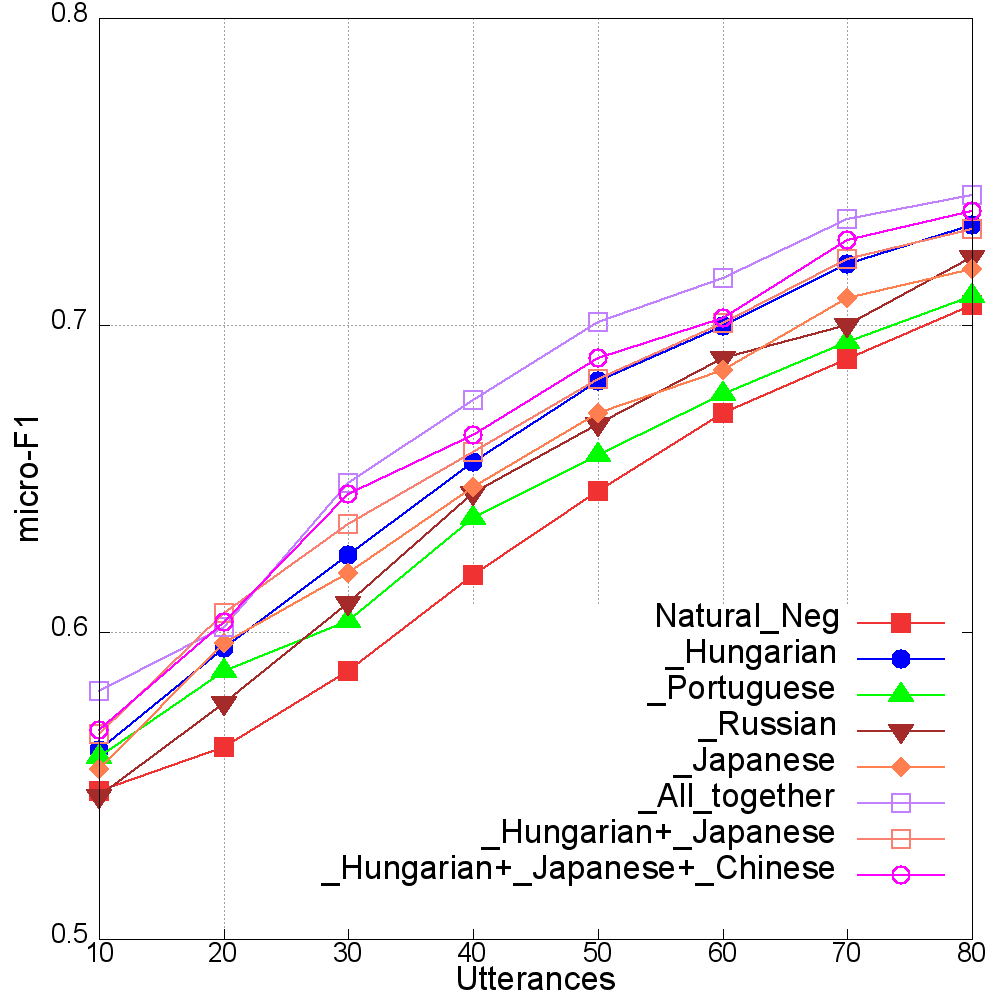 0.8
0.7
micro-F1
0.6
0.5
Natural_Neg
_Hungarian
_Portuguese
_Russian
_Japanese
_All_together
_Hungarian+_Japanese
_Hungarian+_Japanese+_Chinese
10 20 30 40 50 60 70 80
Utterances